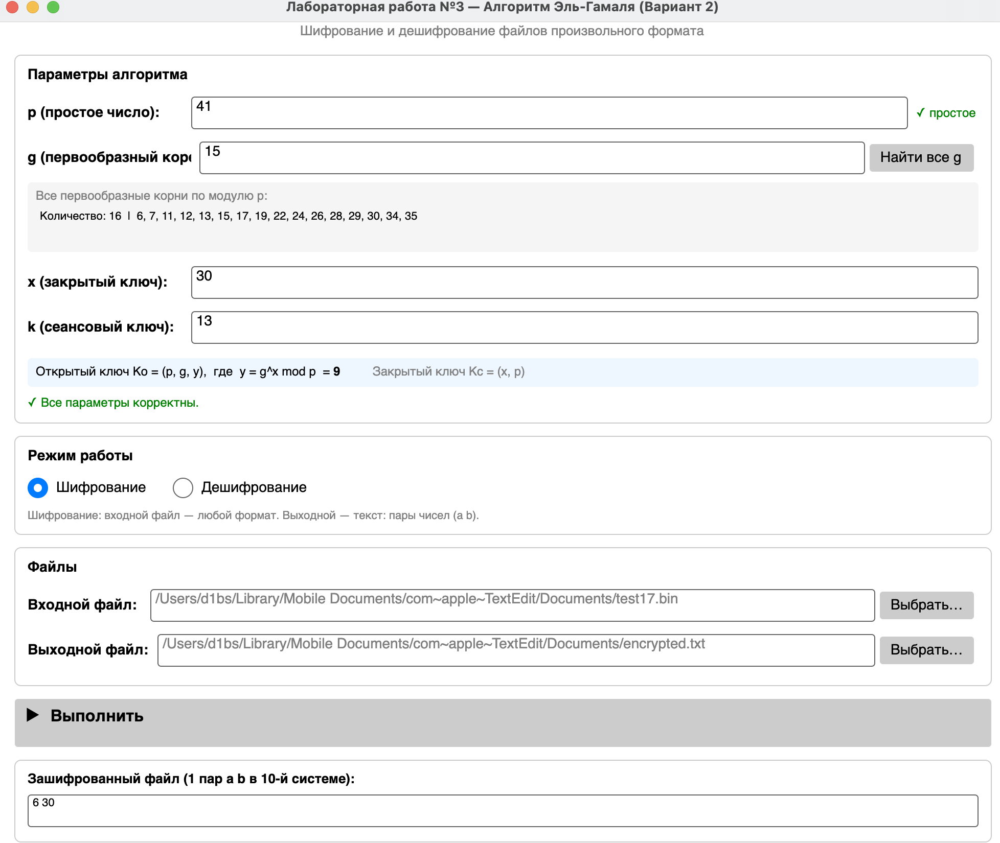 Лабораторная работа №3 — Алгоритм Эль-Гамаля (Вариант 2)
Шифрование и дешифрование файлов произвольного формата
Параметры алгоритма
p (простое число):
41
✓ простое
g (первообразный коре
15
Найти все g
Все первообразные корни по модулю p:
Количество: 16 | 6, 7, 11, 12, 13, 15, 17, 19, 22, 24, 26, 28, 29, 30, 34, 35
x (закрытый ключ):
30
k (сеансовый ключ):
13
Открытый ключ Ko = (p, g, y), где y = g^x mod p = 9 Закрытый ключ Kc = (x, p)
✓ Все параметры корректны.
Режим работы
Шифрование Дешифрование
Шифрование: входной файл — любой формат. Выходной — текст: пары чисел (a b).
Файлы
Входной файл:
/Users/d1bs/Library/Mobile Documents/com~apple~TextEdit/Documents/test17.bin
Выбрать...
Выходной файл:
/Users/d1bs/Library/Mobile Documents/com~apple~TextEdit/Documents/encrypted.txt
Выбрать...
▶ Выполнить
Зашифрованный файл (1 пар a b в 10-й системе):
6 30